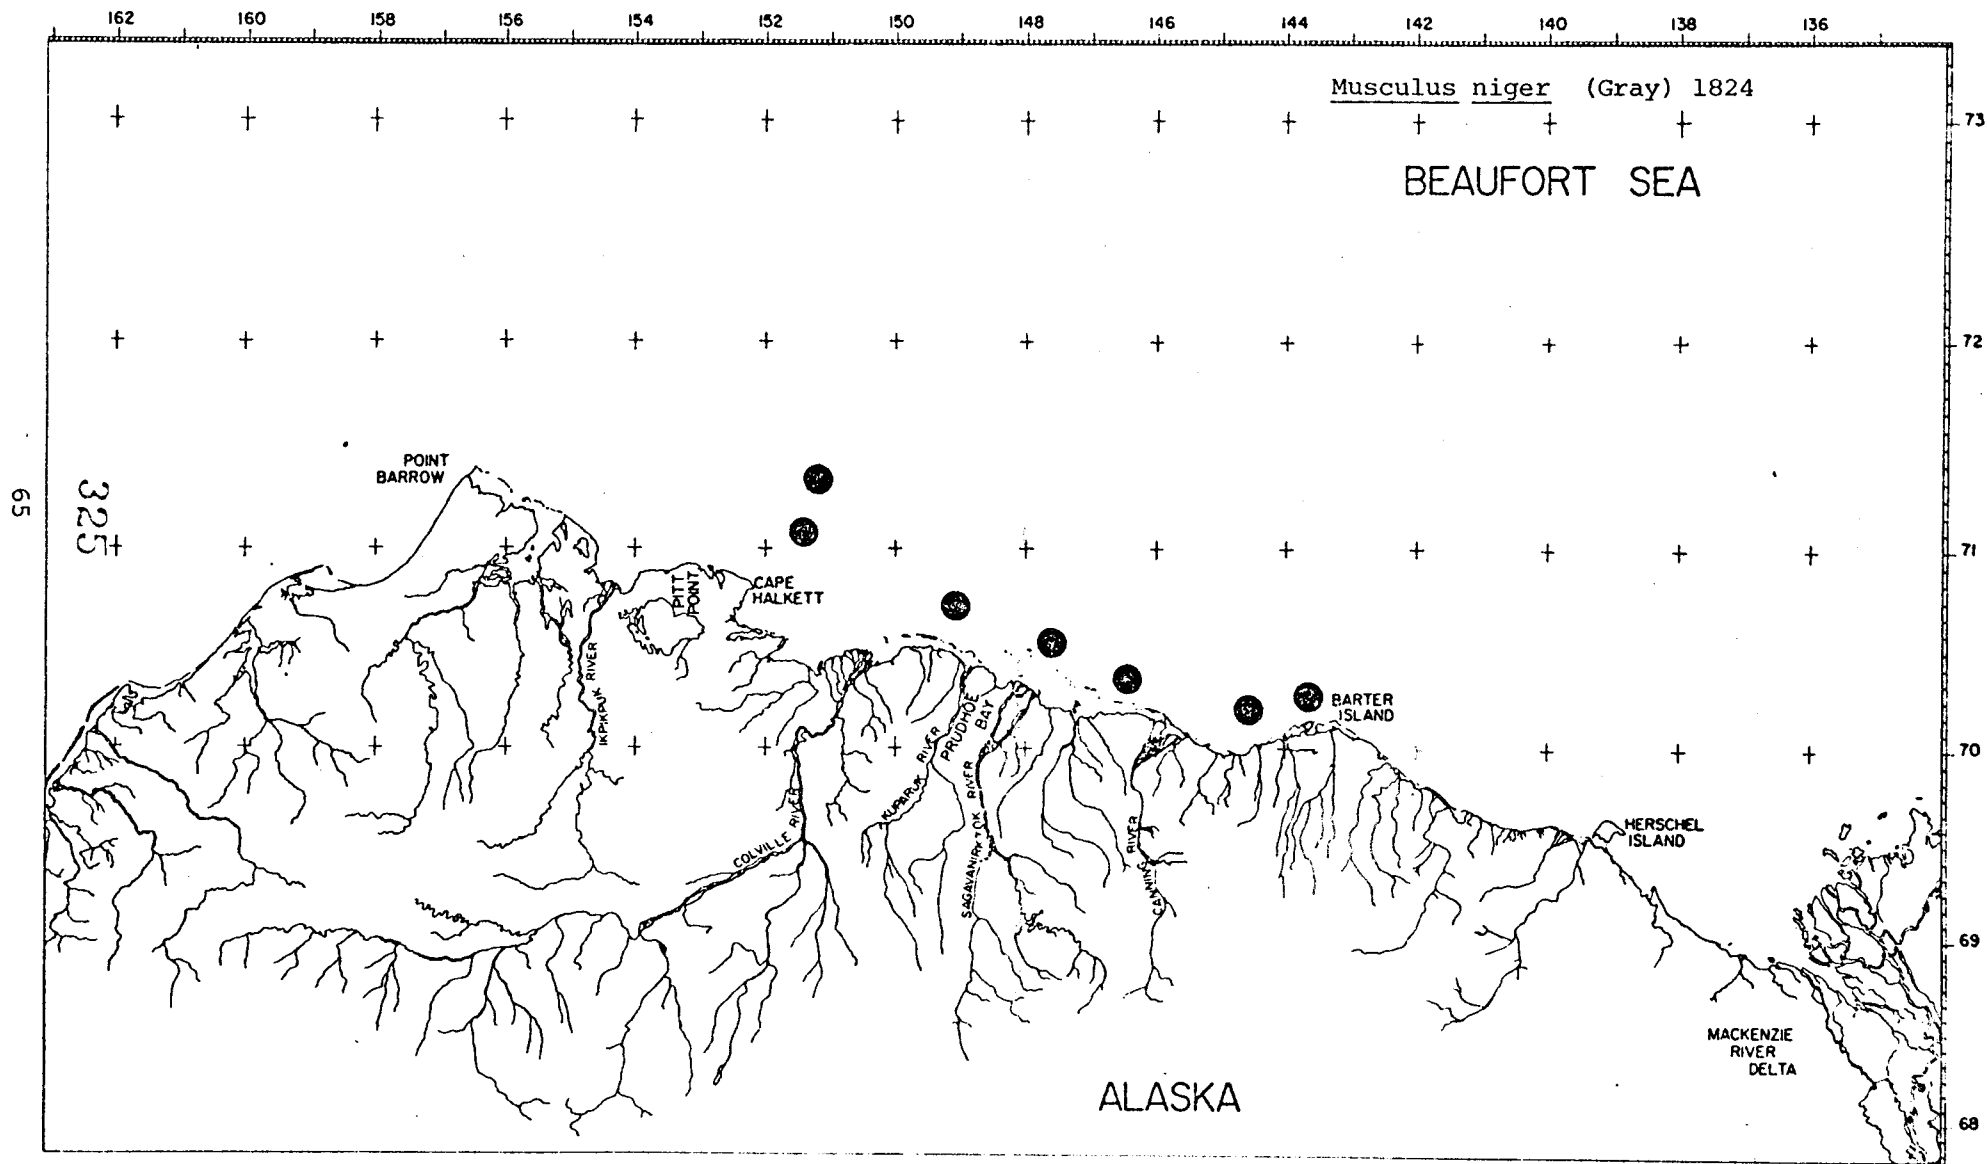 162 160 158 156 154 152 150 148 146 144 142 140 138 136
Musculus niger (Gray) 1824
73
BEAUFORT SEA
72
POINT
BARROW
65
325
71
PITT
POINT
CAPE
HALKETT
IKPIKPUK RIVER
PRUDHOE
BAY
BARTER
ISLAND
70
COLVILLE RIVER
KUPARUK RIVER
SAGAVANIRKTOK RIVER
CANNING RIVER
HERSCHEL
ISLAND
69
MACKENZIE
RIVER
DELTA
ALASKA
68